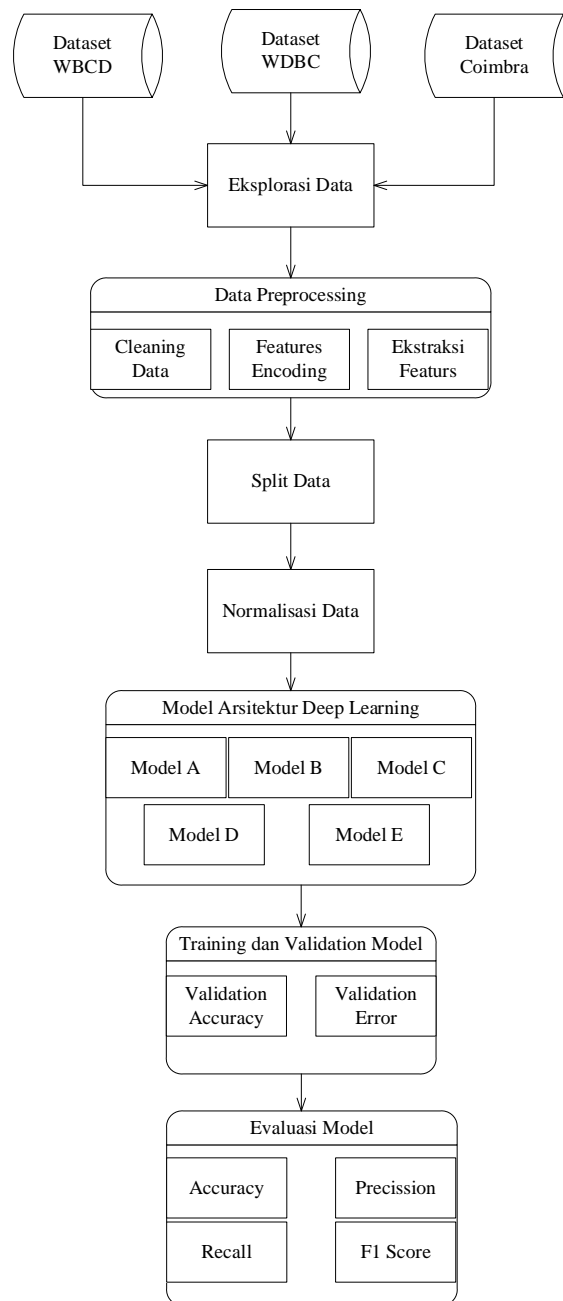 Dataset
WBCD
Dataset
WDBC
Dataset
Coimbra
Eksplorasi Data
Data Preprocessing
Cleaning
Data
Features
Encoding
Ekstraksi
Featurs
Split Data
Normalisasi Data
Model Arsitektur Deep Learning
Model A
Model B
Model C
Model D
Model E
Training dan Validation Model
Validation
Accuracy
Validation
Error
Evaluasi Model
Accuracy
Precission
Recall
F1 Score